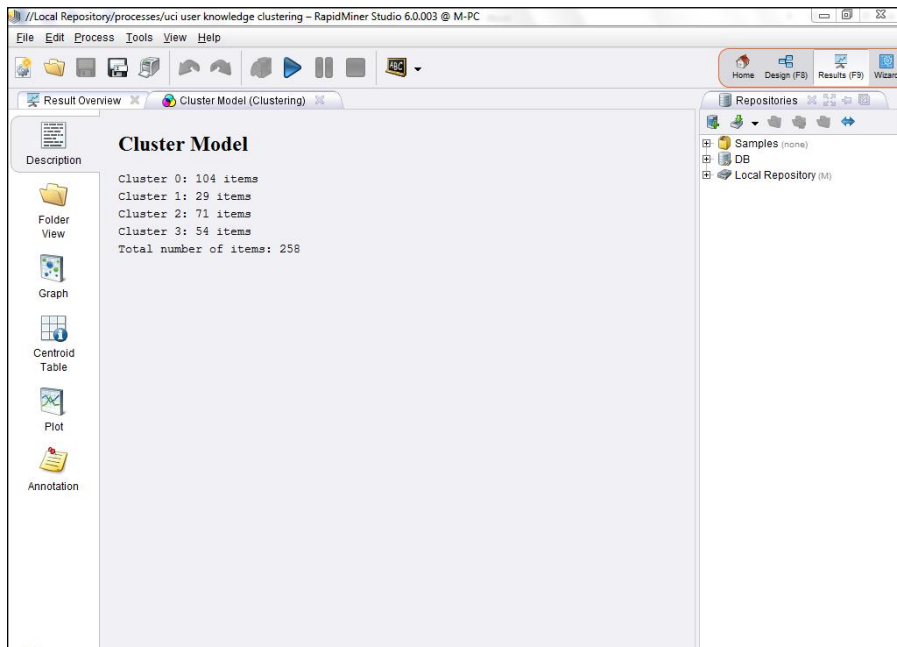 //Local Repository/processes/uci user knowledge clustering – RapidMiner Studio 6.0.003 @ M-PC
File Edit Process Tools View Help
ABC
Home Design (F8) Results (F9) Wizard
Result Overview Cluster Model (Clustering)
Repositories
Description
Folder
View
Graph
Centroid
Table
Plot
Annotation
Cluster Model
Cluster 0: 104 items
Cluster 1: 29 items
Cluster 2: 71 items
Cluster 3: 54 items
Total number of items: 258
Samples (none)
DB
Local Repository (M)